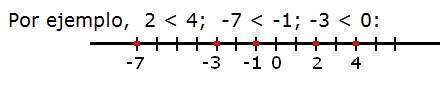 Por ejemplo, 2 < 4; -7 < -1; -3 < 0:
-7 -3 -1 0 2 4